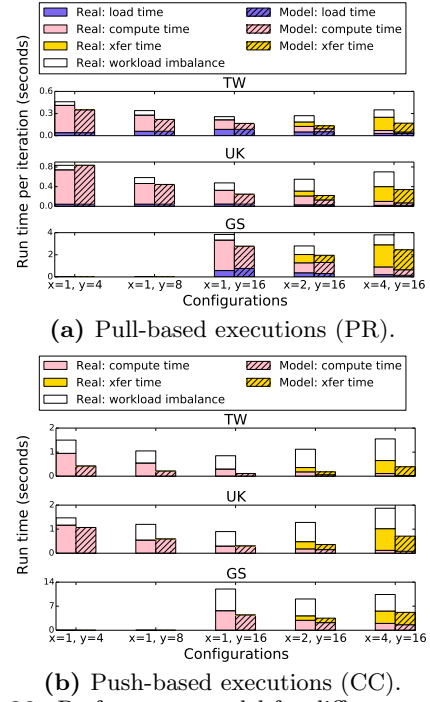 Real: load time Model: load time
Real: compute time Model: compute time
Real: xfer time Model: xfer time
Real: workload imbalance
Run time per iteration (seconds)
TW
0.6
0.3
0.0
UK
0.8
0.4
0.0
GS
4
2
0
x=1, y=4 x=1, y=8 x=1, y=16 x=2, y=16 x=4, y=16
Configurations
(a) Pull-based executions (PR).
Real: compute time Model: compute time
Real: xfer time Model: xfer time
Real: workload imbalance
Run time (seconds)
TW
2
1
0
UK
2
1
0
GS
14
7
0
x=1, y=4 x=1, y=8 x=1, y=16 x=2, y=16 x=4, y=16
Configurations
(b) Push-based executions (CC).